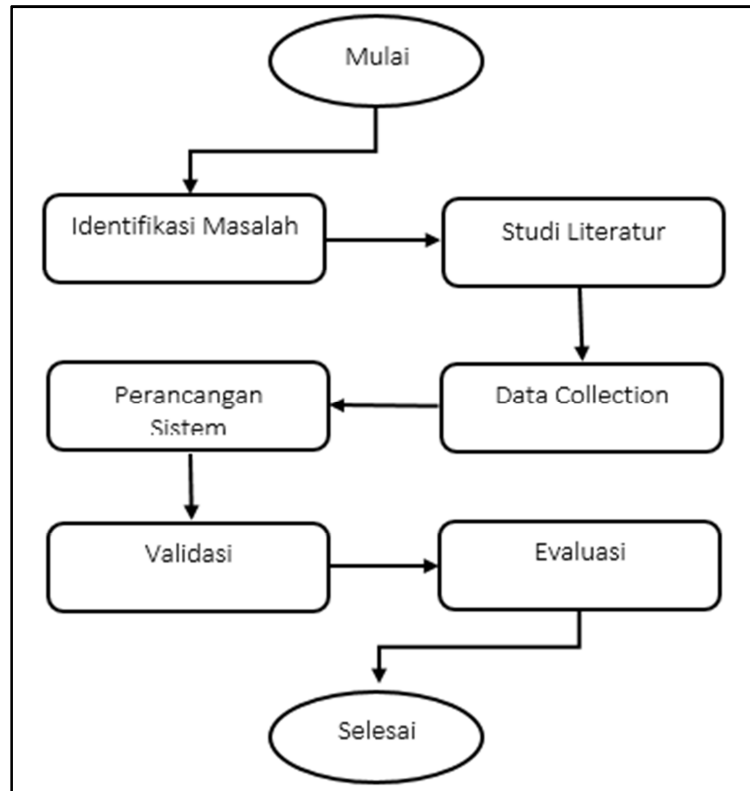 Mulai
Identifikasi Masalah
Studi Literatur
Data Collection
Perancangan
Sistem
Validasi
Evaluasi
Selesai